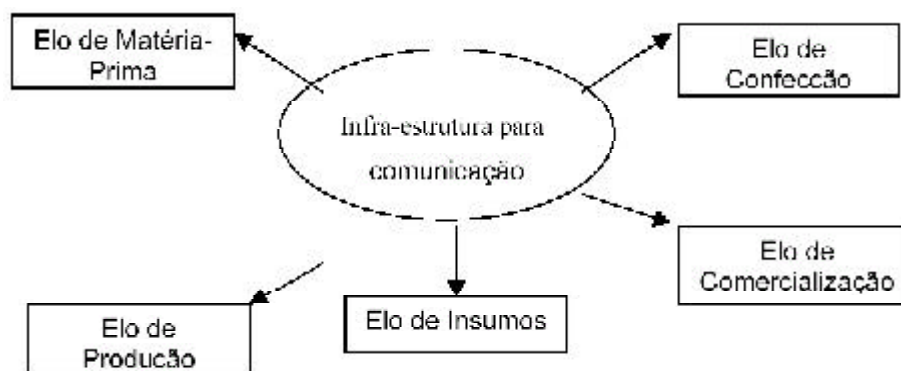 Elo de Matéria-
Prima
Elo de
Confecção
Infra-estrutura para
comunicação
Elo de
Comercialização
Elo de Insumos
Elo de
Produção